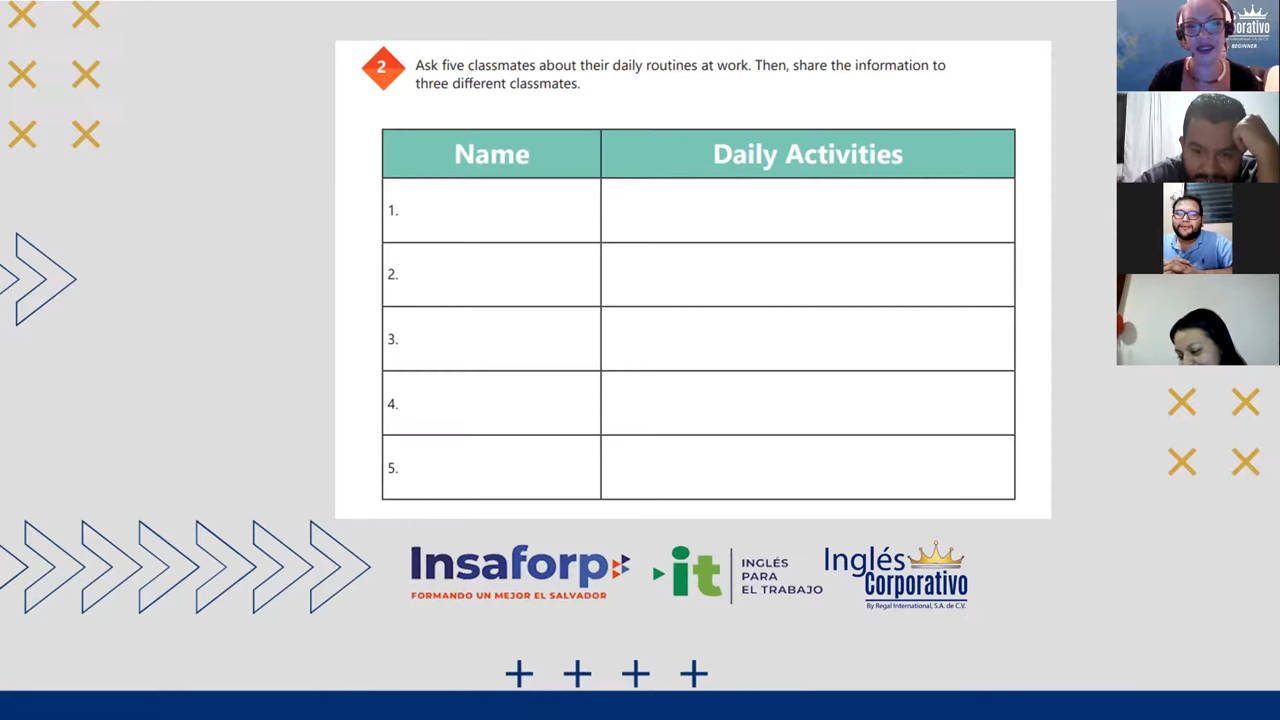 2
Ask five classmates about their daily routines at work. Then, share the information to
three different classmates.
Name Daily Activities
1.
2.
3.
4.
5.
Insaforp
FORMANDO UN MEJOR EL SALVADOR
it
INGLÉS
PARA
EL TRABAJO
Inglés
Corporativo
By Regal International, S.A. de C.V.
BEGINNER